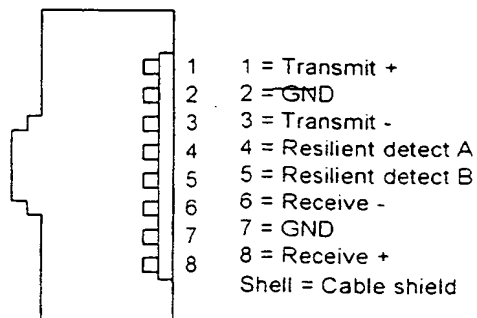 1 1 = Transmit +
2 2 = GND
3 3 = Transmit -
4 4 = Resilient detect A
5 5 = Resilient detect B
6 6 = Receive -
7 7 = GND
8 8 = Receive +
Shell = Cable shield